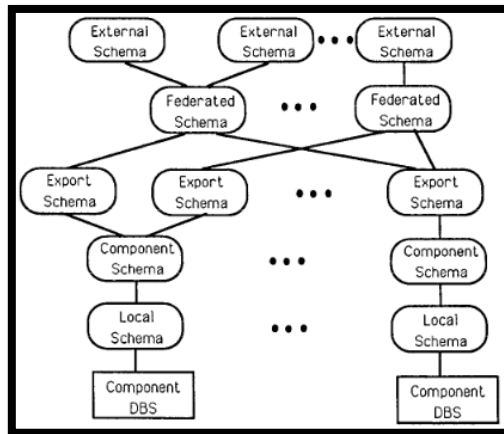 External
Schema
External
Schema
•••
External
Schema
Federated
Schema
•••
Federated
Schema
Export
Schema
Export
Schema
•••
Export
Schema
Component
Schema
•••
Component
Schema
Local
Schema
•••
Local
Schema
Component
DBS
Component
DBS